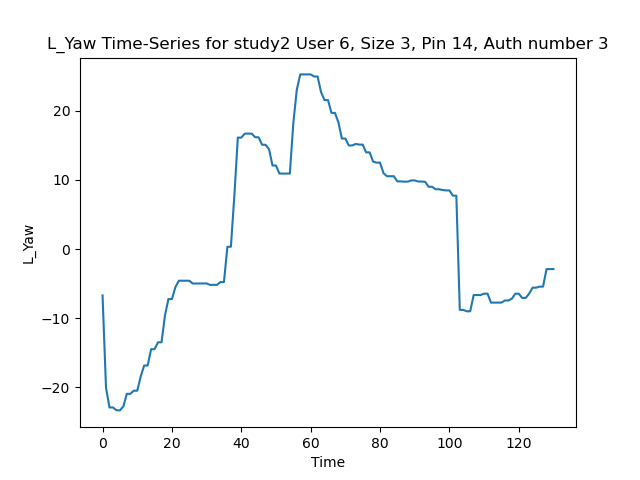 L_Yaw Time-Series for study2 User 6, Size 3, Pin 14, Auth number 3
20
10
0
−10
−20
L_Yaw
0 20 40 60 80 100 120
Time